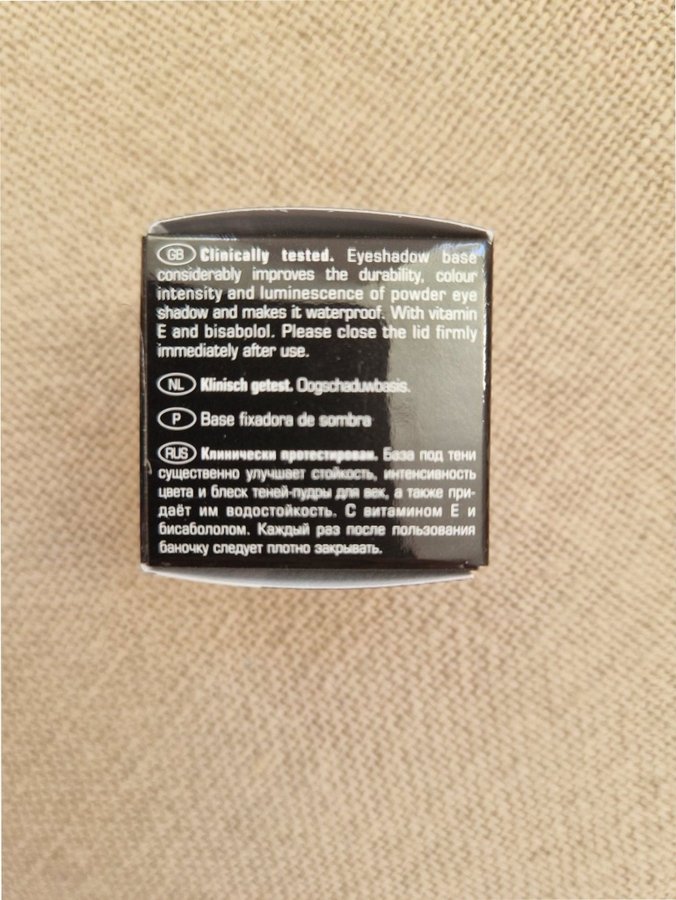 GB Clinically tested. Eyeshadow base
considerably improves the durability, colour
intensity and luminescence of powder eye
shadow and makes it waterproof. With vitamin
E and bisabolol. Please close the lid firmly
immediately after use.
NL Klinisch getest. Oogschaduwbasis.
P Base fixadora de sombra
RUS Клинически протестирован. База под тени
существенно улучшает стойкость, интенсивность
цвета и блеск теней-пудры для век, а также при-
даёт им водостойкость. С витамином Е и
бисабололом. Каждый раз после пользования
баночку следует плотно закрывать.